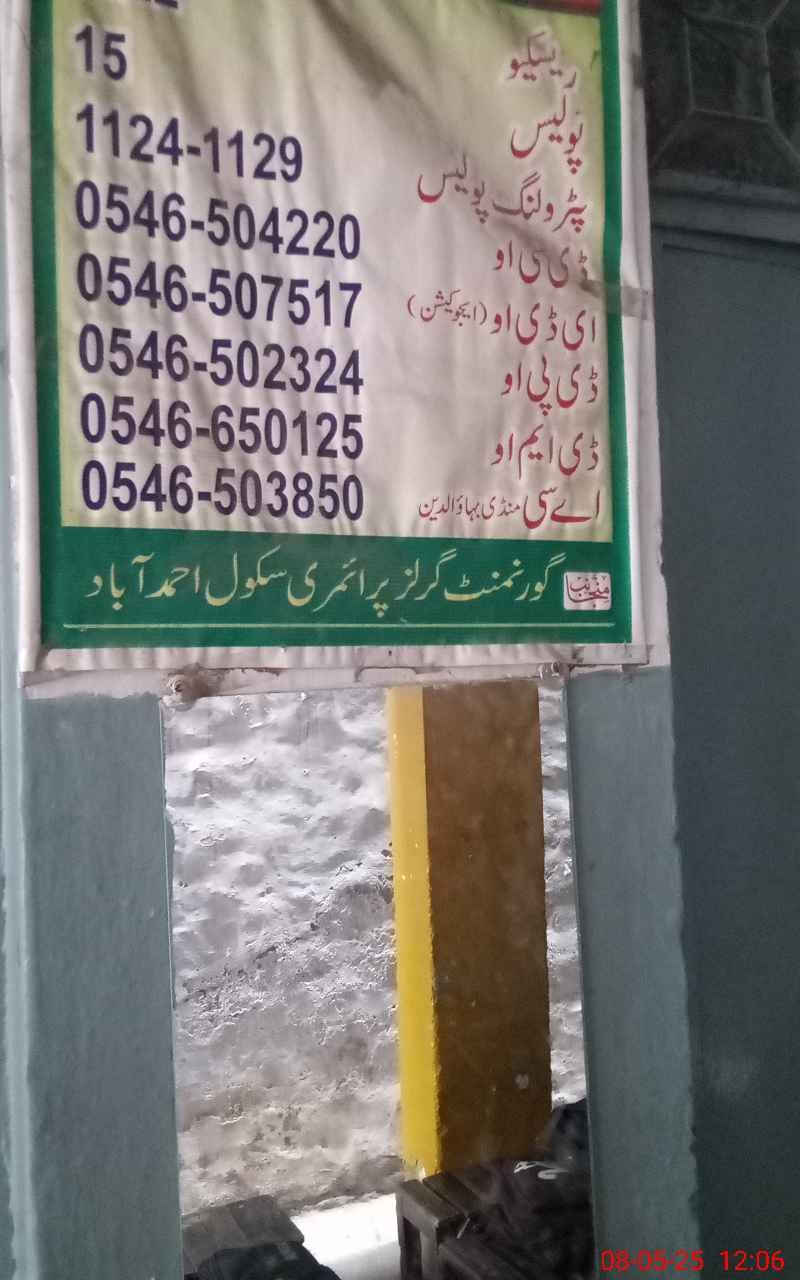 ریسکیو
پولیس 15
پٹرولنگ پولیس 1124-1129
ڈی سی او 0546-504220
ای ڈی او (ایجوکیشن) 0546-507517
ڈی پی او 0546-502324
ڈی ایم او 0546-650125
اے سی منڈی بہاؤالدین 0546-503850
منجانب گورنمنٹ گرلز پرائمری سکول احمد آباد
08-05-25 12:06